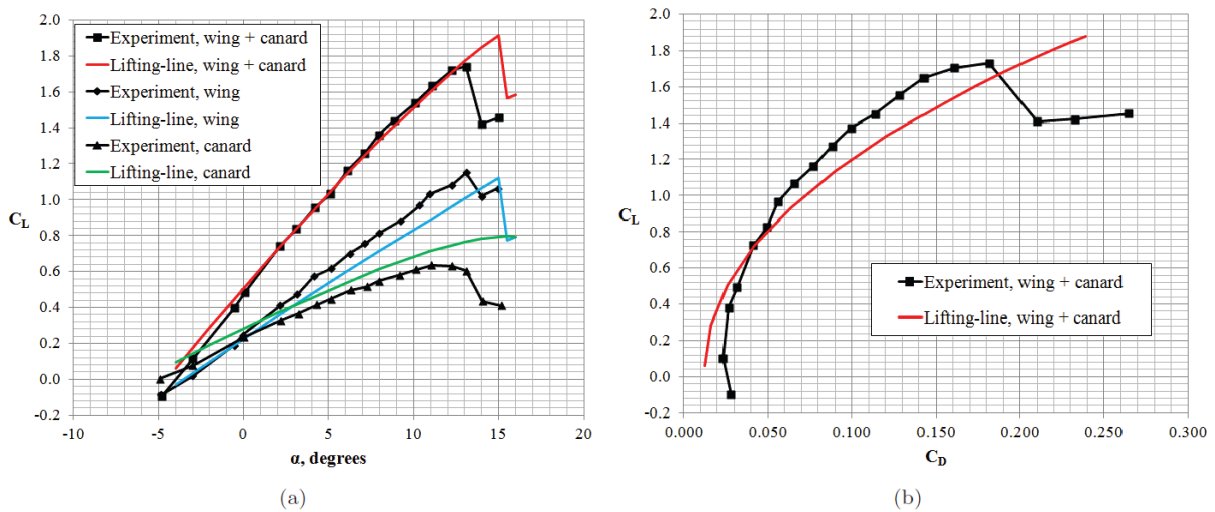 2.0
1.8
1.6
1.4
1.2
1.0
0.8
0.6
0.4
0.2
0.0
-0.2
C_L
-10
-5
0
5
10
15
20
α, degrees
Experiment, wing + canard
Lifting-line, wing + canard
Experiment, wing
Lifting-line, wing
Experiment, canard
Lifting-line, canard
(a)
2.0
1.8
1.6
1.4
1.2
1.0
0.8
0.6
0.4
0.2
0.0
-0.2
C_L
0.000
0.050
0.100
0.150
0.200
0.250
0.300
C_D
Experiment, wing + canard
Lifting-line, wing + canard
(b)